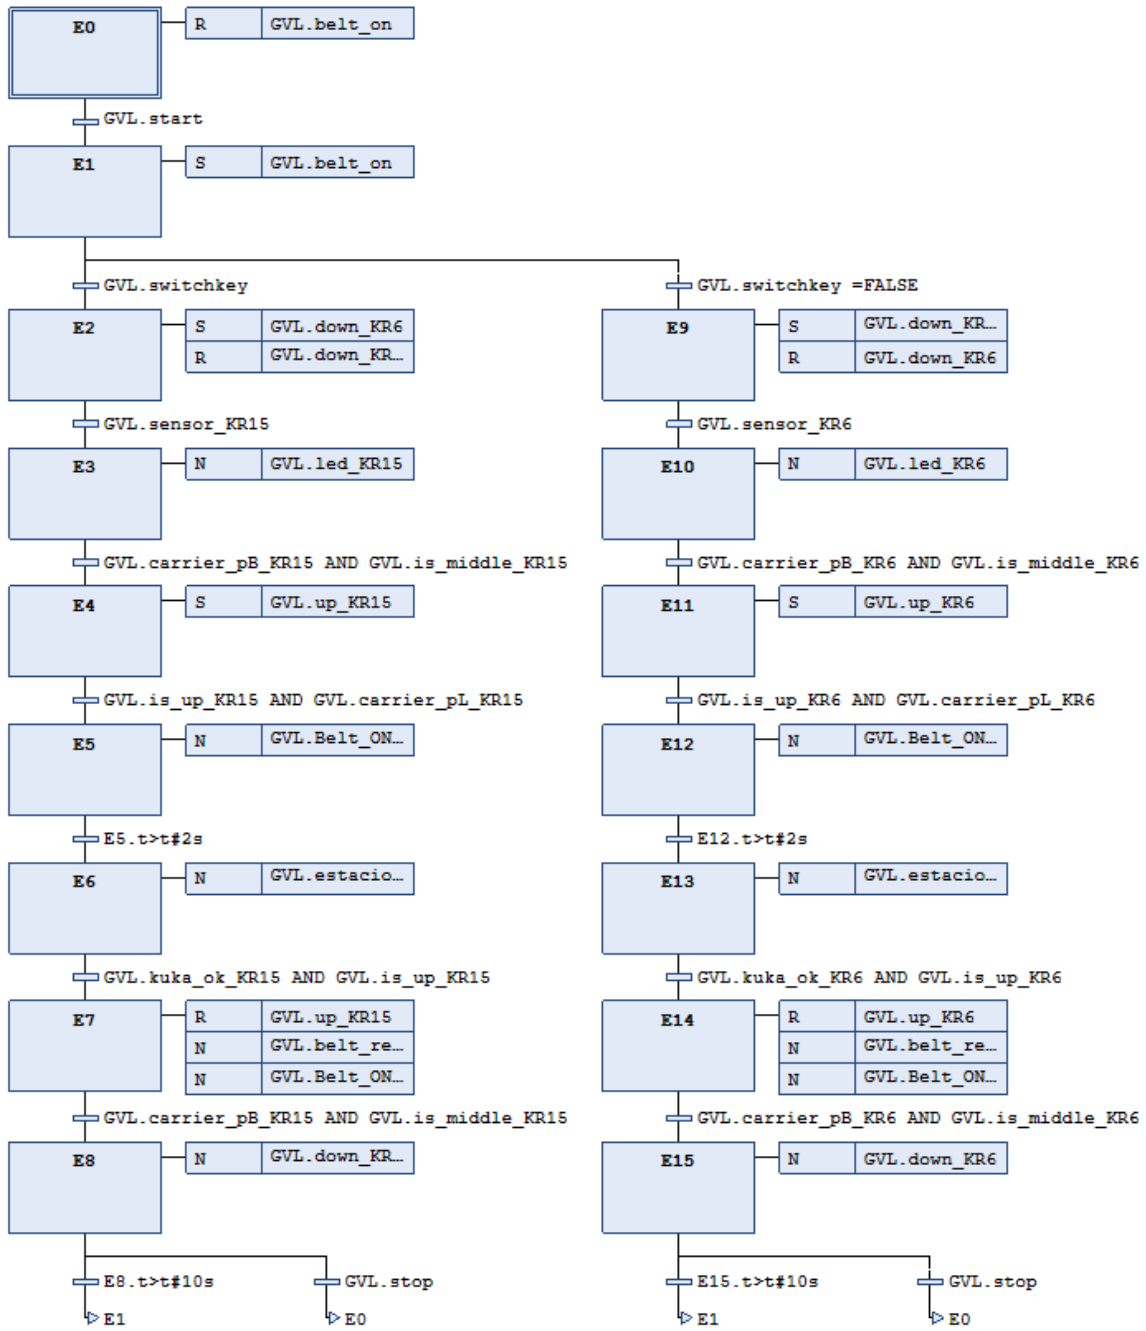 E0 R GVL.belt_on
GVL.start
E1 S GVL.belt_on
GVL.switchkey GVL.switchkey =FALSE
E2 S GVL.down_KR6 E9 S GVL.down_KR…
R GVL.down_KR… R GVL.down_KR6
GVL.sensor_KR15 GVL.sensor_KR6
E3 N GVL.led_KR15 E10 N GVL.led_KR6
GVL.carrier_pB_KR15 AND GVL.is_middle_KR15 GVL.carrier_pB_KR6 AND GVL.is_middle_KR6
E4 S GVL.up_KR15 E11 S GVL.up_KR6
GVL.is_up_KR15 AND GVL.carrier_pL_KR15 GVL.is_up_KR6 AND GVL.carrier_pL_KR6
E5 N GVL.Belt_ON… E12 N GVL.Belt_ON…
E5.t>t#2s E12.t>t#2s
E6 N GVL.estacio… E13 N GVL.estacio…
GVL.kuka_ok_KR15 AND GVL.is_up_KR15 GVL.kuka_ok_KR6 AND GVL.is_up_KR6
E7 R GVL.up_KR15 E14 R GVL.up_KR6
N GVL.belt_re… N GVL.belt_re…
N GVL.Belt_ON… N GVL.Belt_ON…
GVL.carrier_pB_KR15 AND GVL.is_middle_KR15 GVL.carrier_pB_KR6 AND GVL.is_middle_KR6
E8 N GVL.down_KR… E15 N GVL.down_KR6
E8.t>t#10s GVL.stop E15.t>t#10s GVL.stop
E1 E0 E1 E0